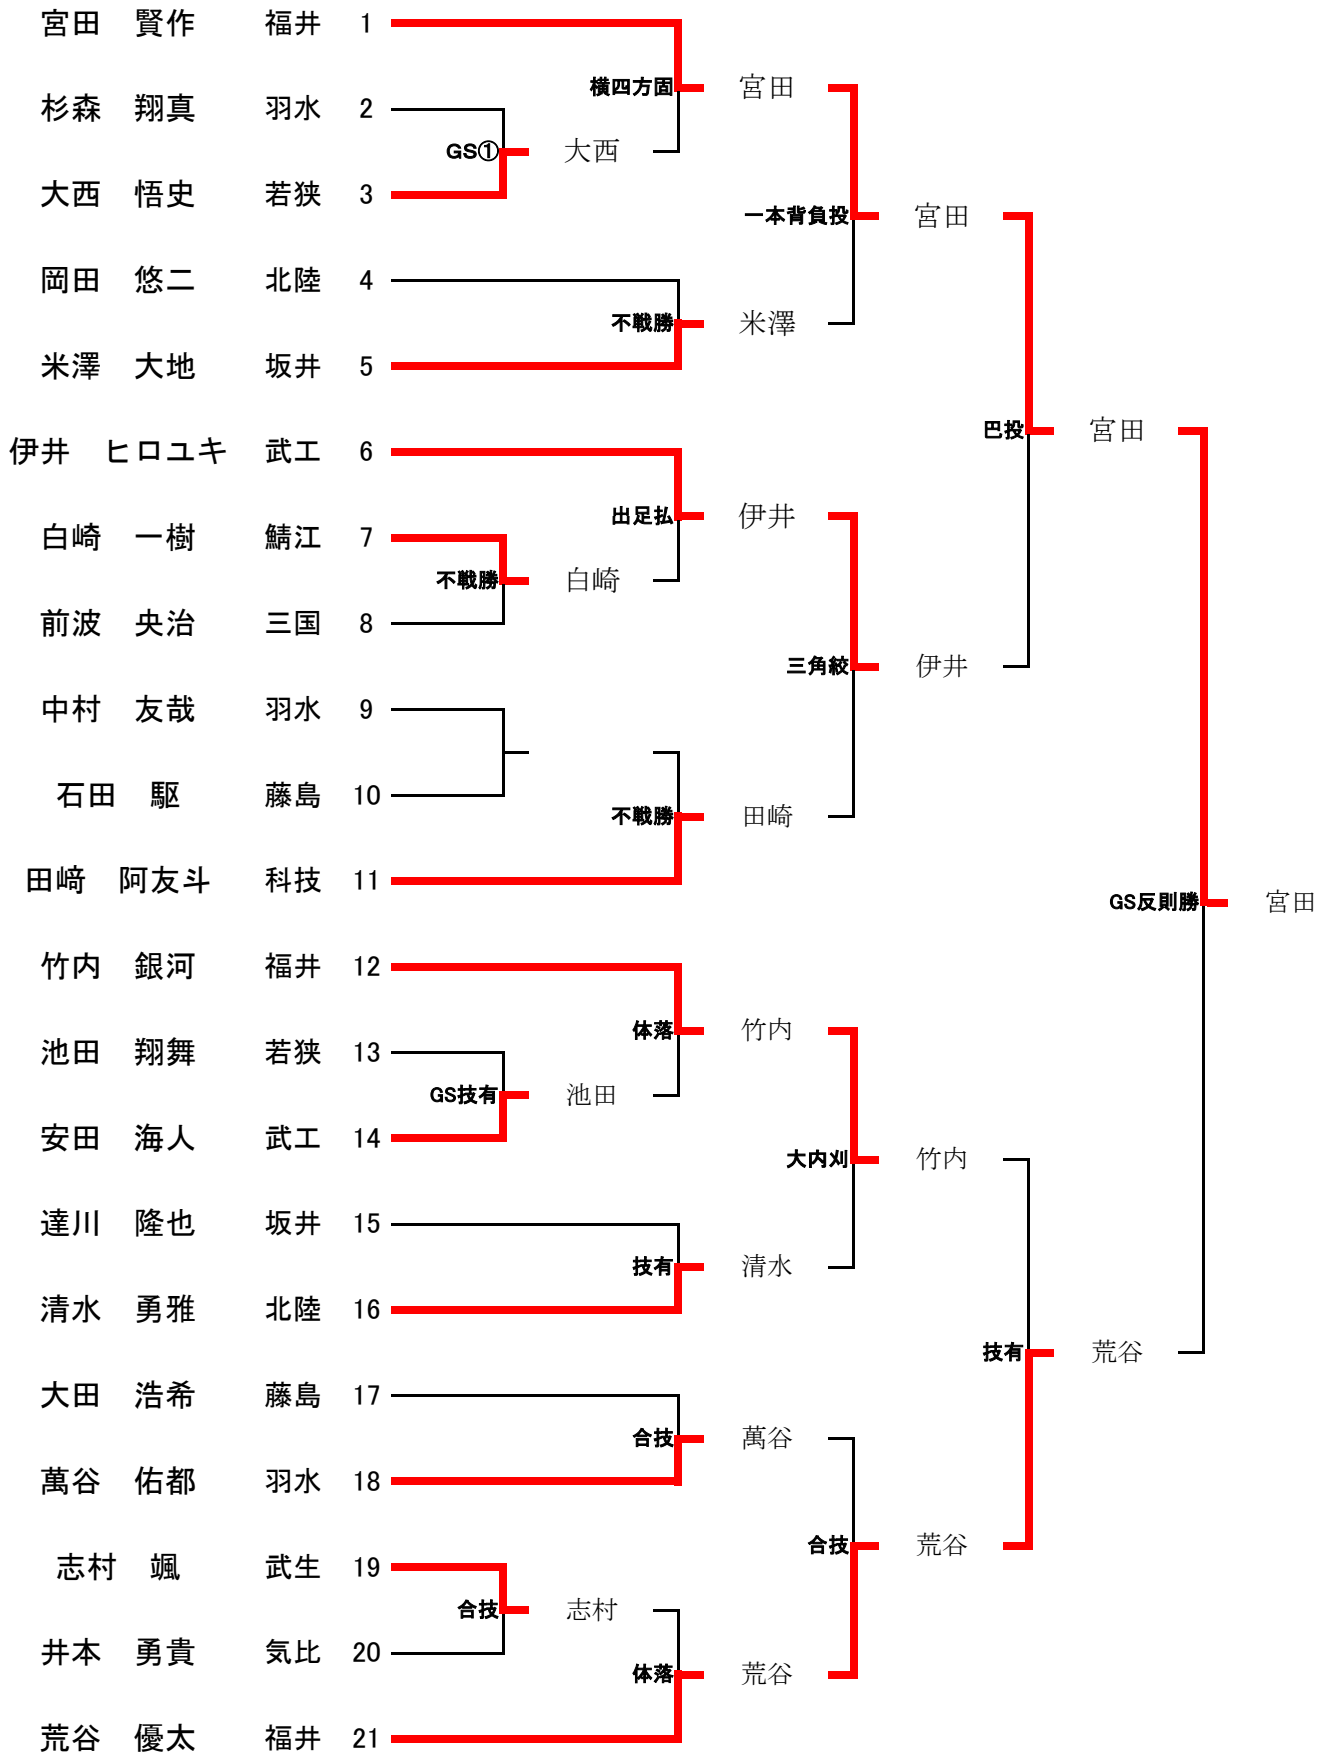 宮田 賢作 福井 1
横四方固 宮田
杉森 翔真 羽水 2
GS① 大西
大西 悟史 若狭 3
一本背負投 宮田
岡田 悠二 北陸 4
不戦勝 米澤
米澤 大地 坂井 5
巴投 宮田
伊井 ヒロユキ 武工 6
出足払 伊井
白崎 一樹 鯖江 7
不戦勝 白崎
前波 央治 三国 8
三角絞 伊井
中村 友哉 羽水 9
石田 駆 藤島 10
不戦勝 田崎
田﨑 阿友斗 科技 11
GS反則勝 宮田
竹内 銀河 福井 12
体落 竹内
池田 翔舞 若狭 13
GS技有 池田
安田 海人 武工 14
大内刈 竹内
達川 隆也 坂井 15
技有 清水
清水 勇雅 北陸 16
技有 荒谷
大田 浩希 藤島 17
合技 萬谷
萬谷 佑都 羽水 18
合技 荒谷
志村 颯 武生 19
合技 志村
井本 勇貴 気比 20
体落 荒谷
荒谷 優太 福井 21